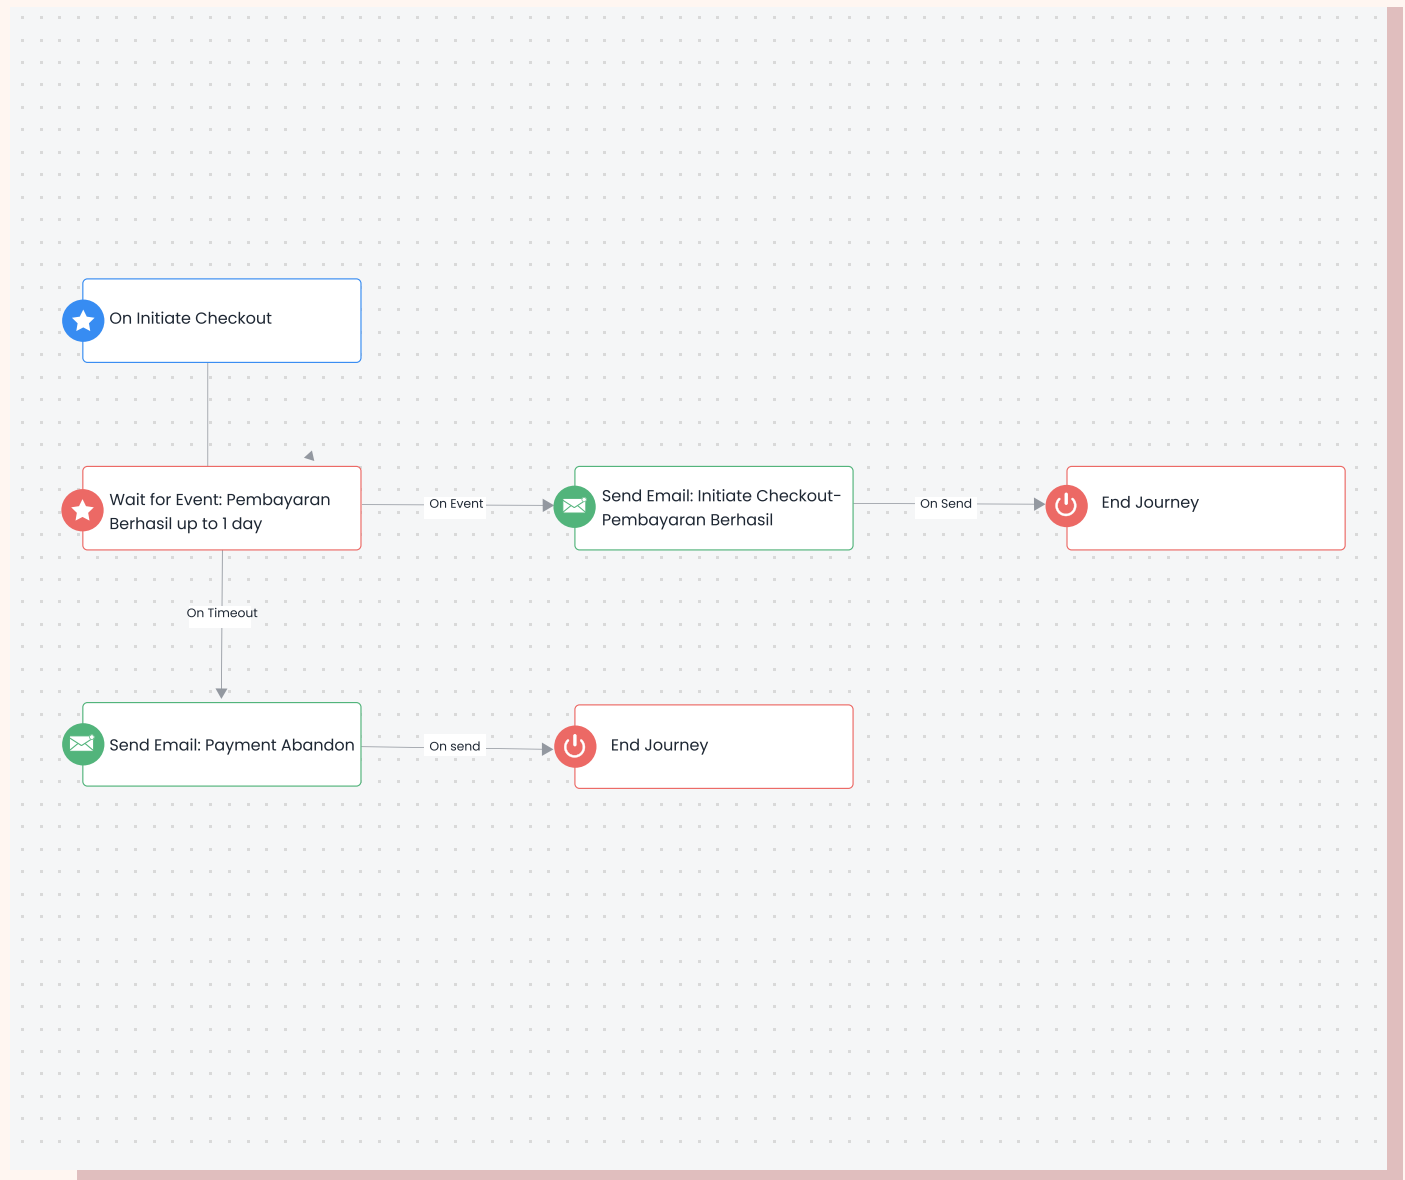 On Initiate Checkout
Wait for Event: Pembayaran
Berhasil up to 1 day
On Event
Send Email: Initiate Checkout-
Pembayaran Berhasil
On Send
End Journey
On Timeout
Send Email: Payment Abandon
On send
End Journey